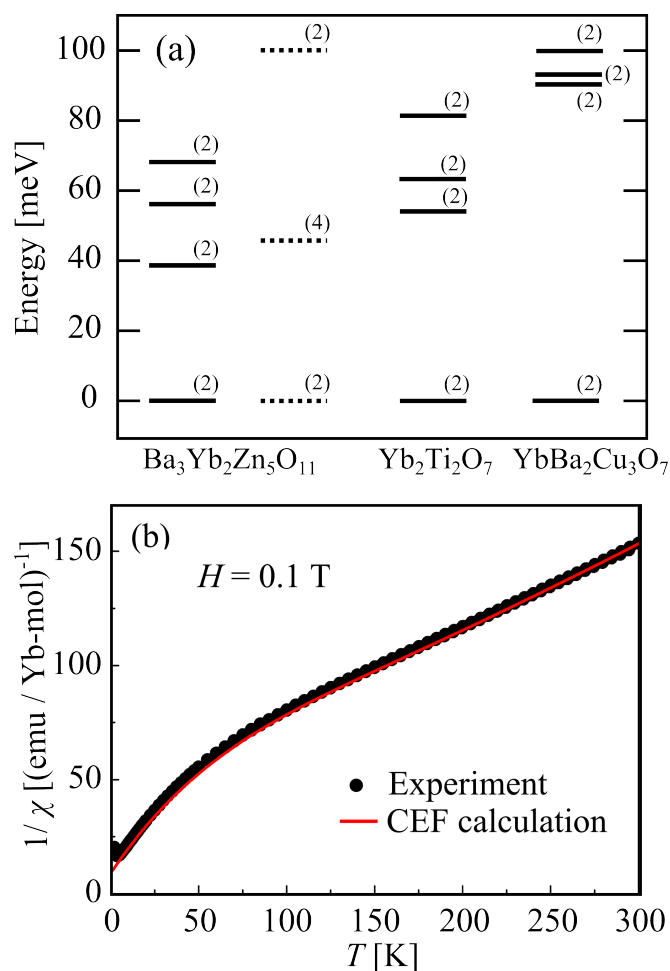 (a)
Energy [meV]
100
80
60
40
20
0
(2)
(2)
(2)
(2)
(2)
(4)
(2)
(2)
(2)
(2)
(2)
(2)
(2)
(2)
(2)
Ba₃Yb₂Zn₅O₁₁ Yb₂Ti₂O₇ YbBa₂Cu₃O₇
(b)
H = 0.1 T
1/ χ [(emu / Yb-mol)⁻¹]
150
100
50
0
Experiment
CEF calculation
0 50 100 150 200 250 300
T [K]